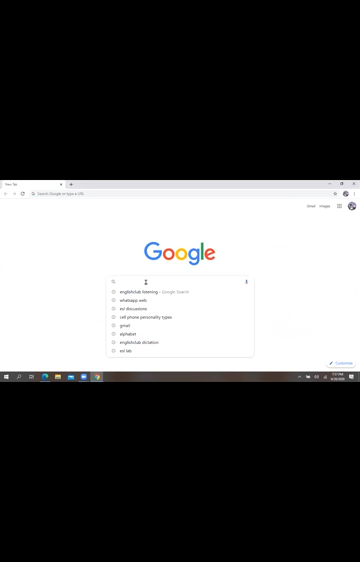 New Tab
Search Google or type a URL
Gmail Images
Google
englishclub listening - Google Search
whatsapp web
esl discussions
cell phone personality types
gmail
alphabet
englishclub dictation
esl lab
Customize